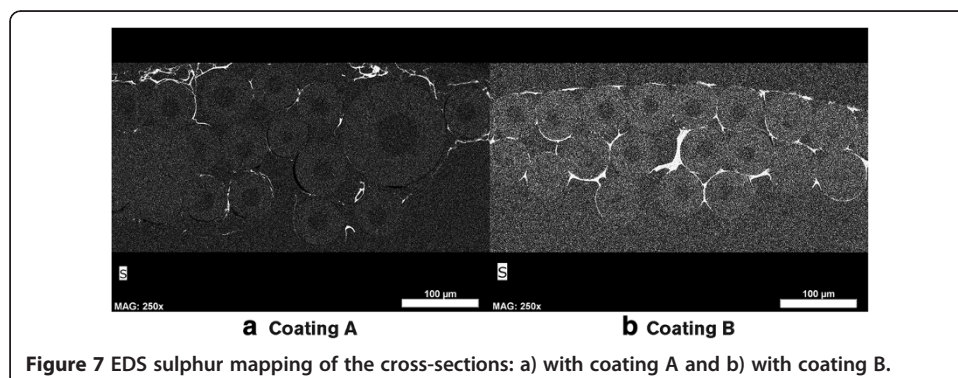 S
MAG: 250x
100 µm
S
MAG: 250x
100 µm
a Coating A
b Coating B
Figure 7 EDS sulphur mapping of the cross-sections: a) with coating A and b) with coating B.